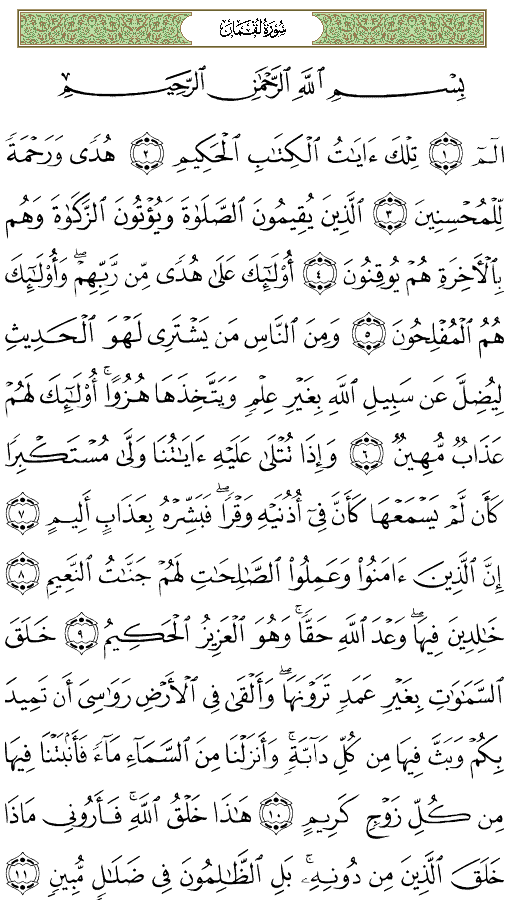 سُورَةُ لُقْمَانَ
بِسْمِ اللَّهِ الرَّحْمَٰنِ الرَّحِيمِ
الٓمٓ ١ تِلْكَ ءَايَٰتُ ٱلْكِتَٰبِ ٱلْحَكِيمِ ٢ هُدًى وَرَحْمَةً
لِّلْمُحْسِنِينَ ٣ ٱلَّذِينَ يُقِيمُونَ ٱلصَّلَوٰةَ وَيُؤْتُونَ ٱلزَّكَوٰةَ وَهُم
بِٱلْأٓخِرَةِ هُمْ يُوقِنُونَ ٤ أُوْلَٰٓئِكَ عَلَىٰ هُدًى مِّن رَّبِّهِمْۖ وَأُوْلَٰٓئِكَ
هُمُ ٱلْمُفْلِحُونَ ٥ وَمِنَ ٱلنَّاسِ مَن يَشْتَرِى لَهْوَ ٱلْحَدِيثِ
لِيُضِلَّ عَن سَبِيلِ ٱللَّهِ بِغَيْرِ عِلْمٍ وَيَتَّخِذَهَا هُزُوًاۚ أُوْلَٰٓئِكَ لَهُمْ
عَذَابٌ مُّهِينٌ ٦ وَإِذَا تُتْلَىٰ عَلَيْهِ ءَايَٰتُنَا وَلَّىٰ مُسْتَكْبِرًا
كَأَن لَّمْ يَسْمَعْهَا كَأَنَّ فِىٓ أُذُنَيْهِ وَقْرًاۖ فَبَشِّرْهُ بِعَذَابٍ أَلِيمٍ ٧
إِنَّ ٱلَّذِينَ ءَامَنُواْ وَعَمِلُواْ ٱلصَّٰلِحَٰتِ لَهُمْ جَنَّٰتُ ٱلنَّعِيمِ ٨
خَٰلِدِينَ فِيهَاۖ وَعْدَ ٱللَّهِ حَقًّاۚ وَهُوَ ٱلْعَزِيزُ ٱلْحَكِيمُ ٩ خَلَقَ
ٱلسَّمَٰوَٰتِ بِغَيْرِ عَمَدٍ تَرَوْنَهَاۖ وَأَلْقَىٰ فِى ٱلْأَرْضِ رَوَٰسِىَ أَن تَمِيدَ
بِكُمْ وَبَثَّ فِيهَا مِن كُلِّ دَآبَّةٍۚ وَأَنزَلْنَا مِنَ ٱلسَّمَآءِ مَآءً فَأَنۢبَتْنَا فِيهَا
مِن كُلِّ زَوْجٍ كَرِيمٍ ١٠ هَٰذَا خَلْقُ ٱللَّهِۚ فَأَرُونِى مَاذَا
خَلَقَ ٱلَّذِينَ مِن دُونِهِۦۚ بَلِ ٱلظَّٰلِمُونَ فِى ضَلَٰلٍ مُّبِينٍ ١١